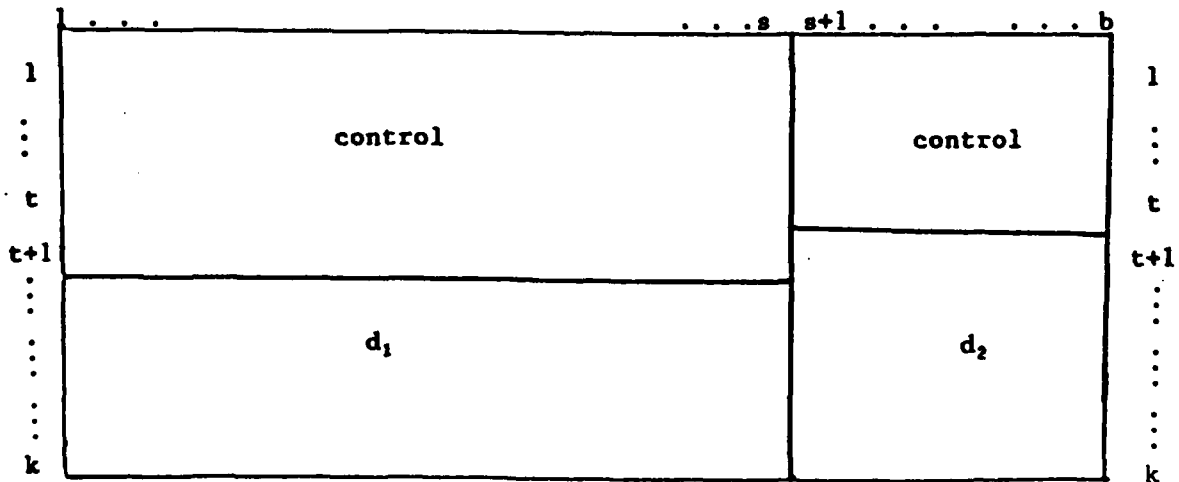 1 . . . . . . s s+1 . . . . . . b
1 1
⋮ control control ⋮
t t
t+1 t+1
⋮ ⋮
⋮ d₁ d₂ ⋮
⋮ ⋮
k k